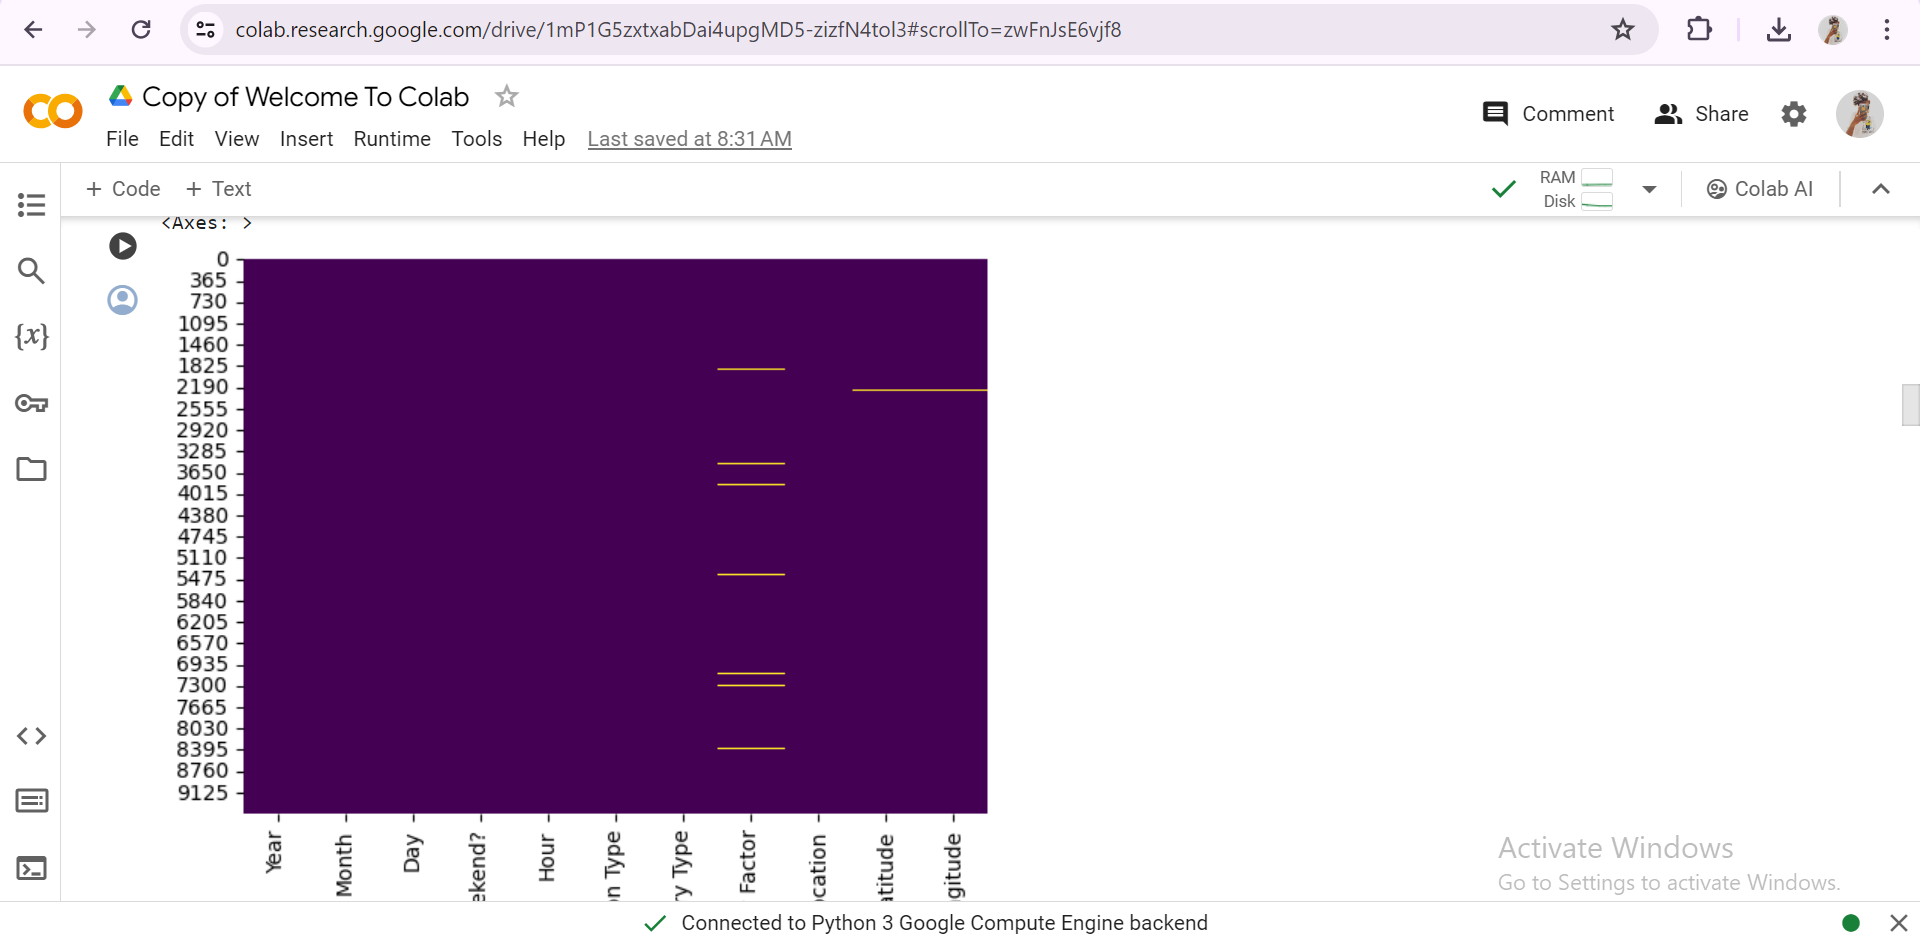 colab.research.google.com/drive/1mP1G5zxtxabDai4upgMD5-zizfN4tol3#scrollTo=zwFnJsE6vjf8
CO Copy of Welcome To Colab
Comment Share
File Edit View Insert Runtime Tools Help Last saved at 8:31 AM
+ Code + Text
RAM
Disk
Colab AI
<Axes: >
{x}
0
365
730
1095
1460
1825
2190
2555
2920
3285
3650
4015
4380
4745
5110
5475
5840
6205
6570
6935
7300
7665
8030
8395
8760
9125
Year
Month
Day
ekend?
Hour
n Type
ry Type
Factor
cation
atitude
gitude
Activate Windows
Go to Settings to activate Windows.
Connected to Python 3 Google Compute Engine backend